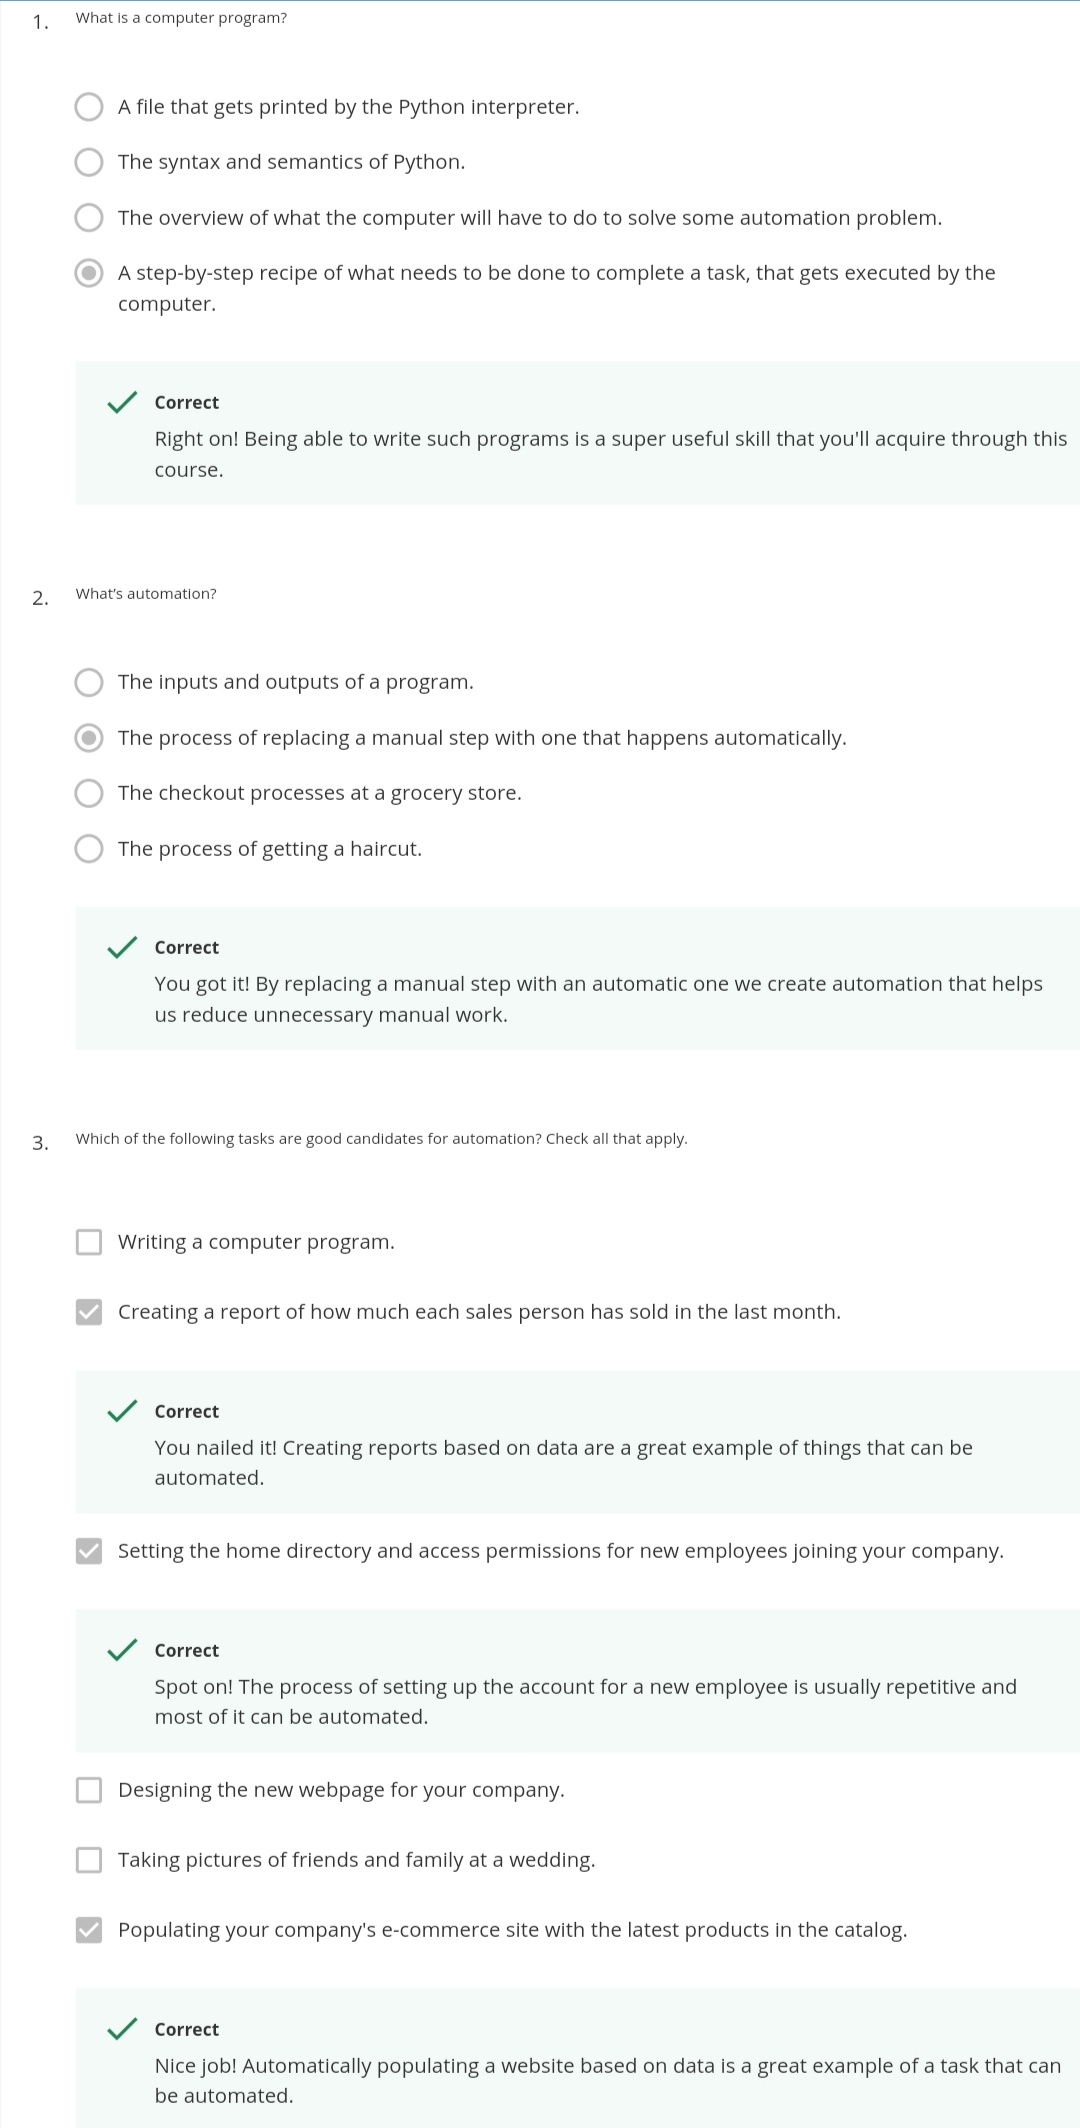 1. What is a computer program?
A file that gets printed by the Python interpreter.
The syntax and semantics of Python.
The overview of what the computer will have to do to solve some automation problem.
A step-by-step recipe of what needs to be done to complete a task, that gets executed by the
computer.
Correct
Right on! Being able to write such programs is a super useful skill that you'll acquire through this
course.
2. What's automation?
The inputs and outputs of a program.
The process of replacing a manual step with one that happens automatically.
The checkout processes at a grocery store.
The process of getting a haircut.
Correct
You got it! By replacing a manual step with an automatic one we create automation that helps
us reduce unnecessary manual work.
3. Which of the following tasks are good candidates for automation? Check all that apply.
Writing a computer program.
Creating a report of how much each sales person has sold in the last month.
Correct
You nailed it! Creating reports based on data are a great example of things that can be
automated.
Setting the home directory and access permissions for new employees joining your company.
Correct
Spot on! The process of setting up the account for a new employee is usually repetitive and
most of it can be automated.
Designing the new webpage for your company.
Taking pictures of friends and family at a wedding.
Populating your company's e-commerce site with the latest products in the catalog.
Correct
Nice job! Automatically populating a website based on data is a great example of a task that can
be automated.